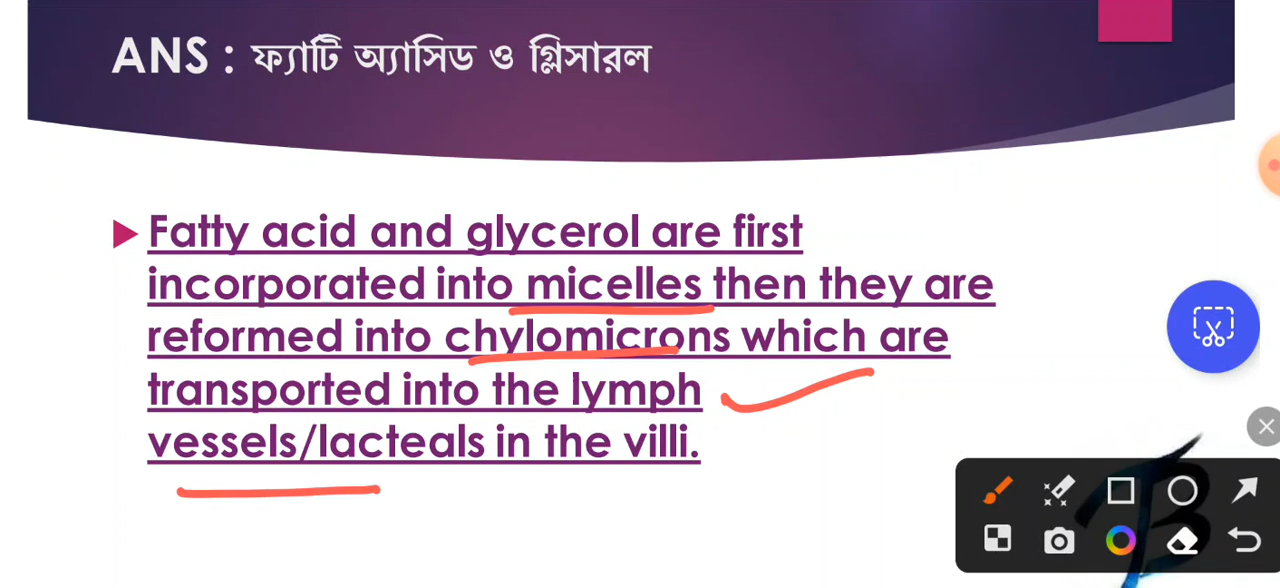 ANS : ফ্যাটি অ্যাসিড ও গ্লিসারল
Fatty acid and glycerol are first
incorporated into micelles then they are
reformed into chylomicrons which are
transported into the lymph
vessels/lacteals in the villi.
B